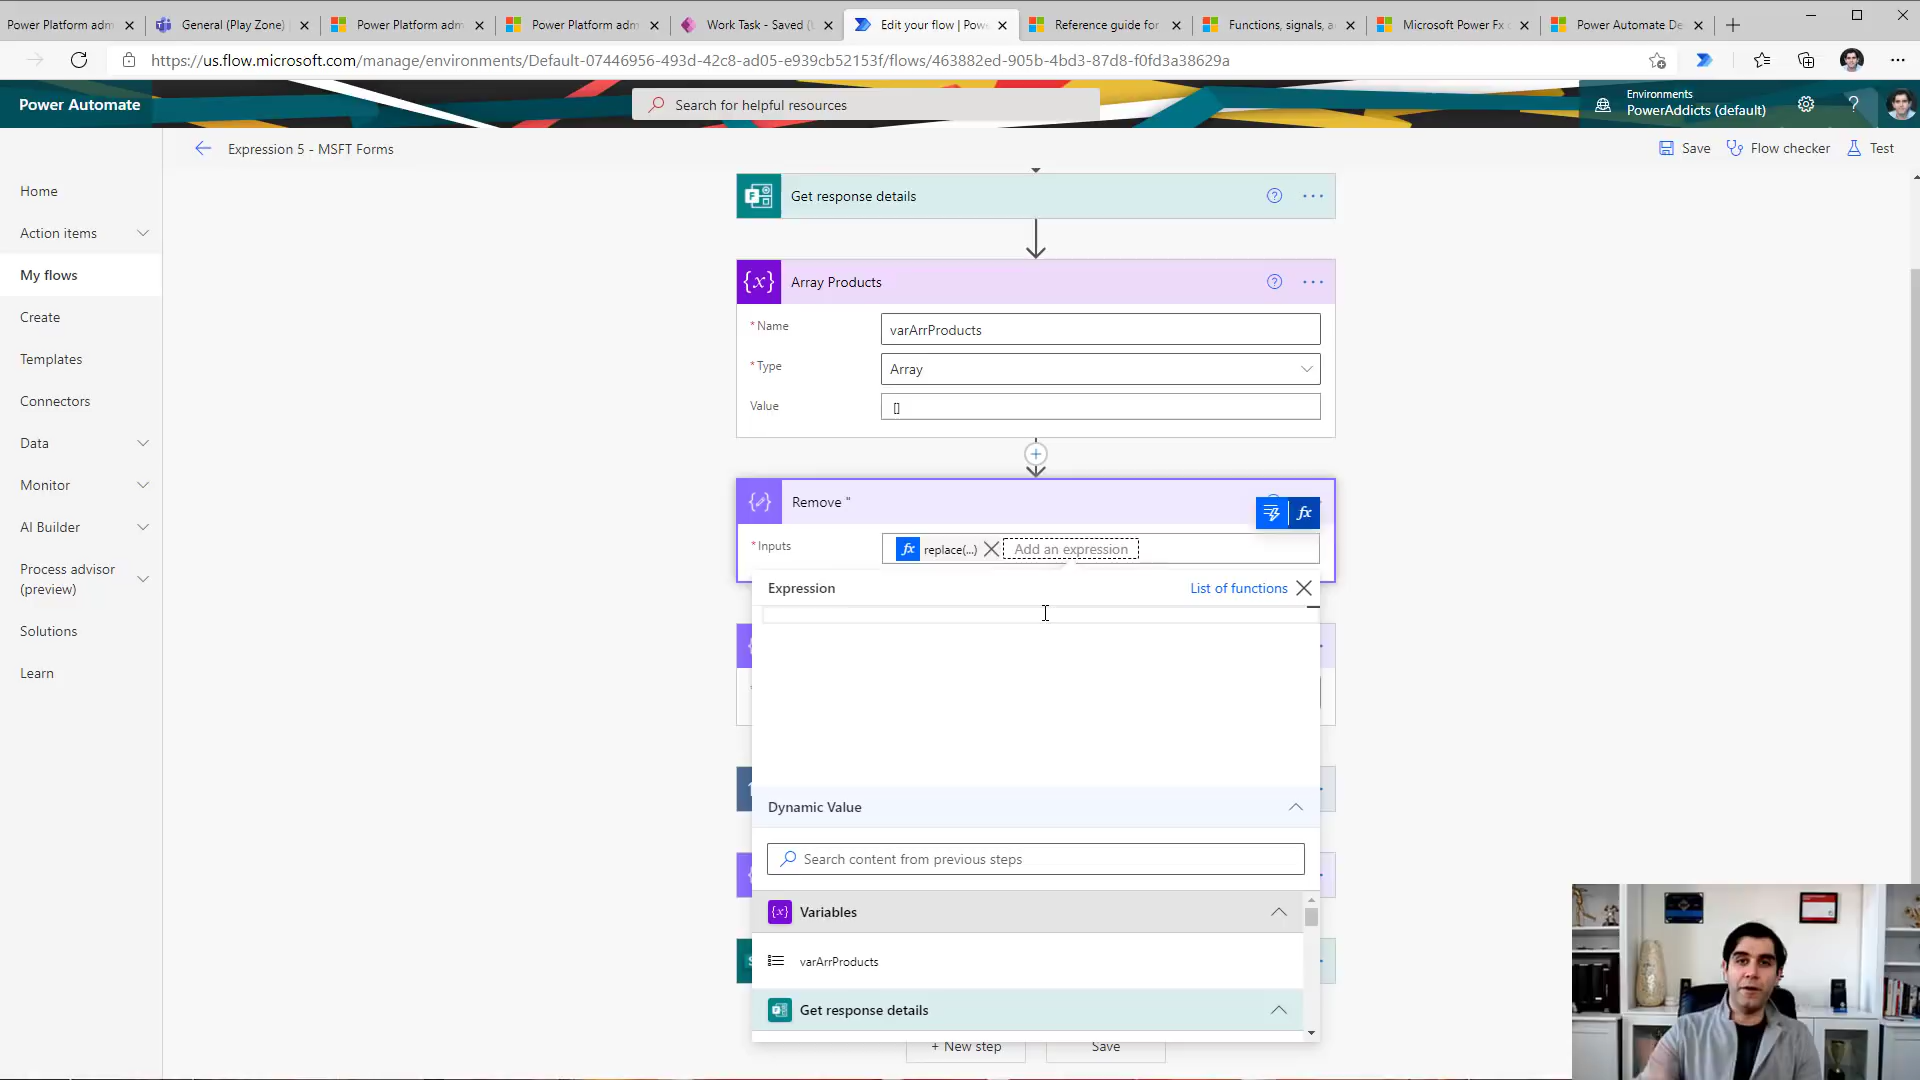 Power Platform adm
General (Play Zone) |
Power Platform adm
Power Platform adm
Work Task - Saved (
Edit your flow | Pow
Reference guide for
Functions, signals, a
Microsoft Power Fx
Power Automate De
https://us.flow.microsoft.com/manage/environments/Default-07446956-493d-42c8-ad05-e939cb52153f/flows/463882ed-905b-4bd3-87d8-f0fd3a38629a
Power Automate
Search for helpful resources
Environments
PowerAddicts (default)
?
Expression 5 - MSFT Forms
Save
Flow checker
Test
Home
Action items
My flows
Create
Templates
Connectors
Data
Monitor
AI Builder
Process advisor
(preview)
Solutions
Learn
Get response details
{x} Array Products
* Name
varArrProducts
* Type
Array
Value
[]
Remove "
fx
* Inputs
fx replace(...)
Add an expression
Expression
List of functions
Dynamic Value
Search content from previous steps
{x} Variables
varArrProducts
Get response details
+ New step
Save